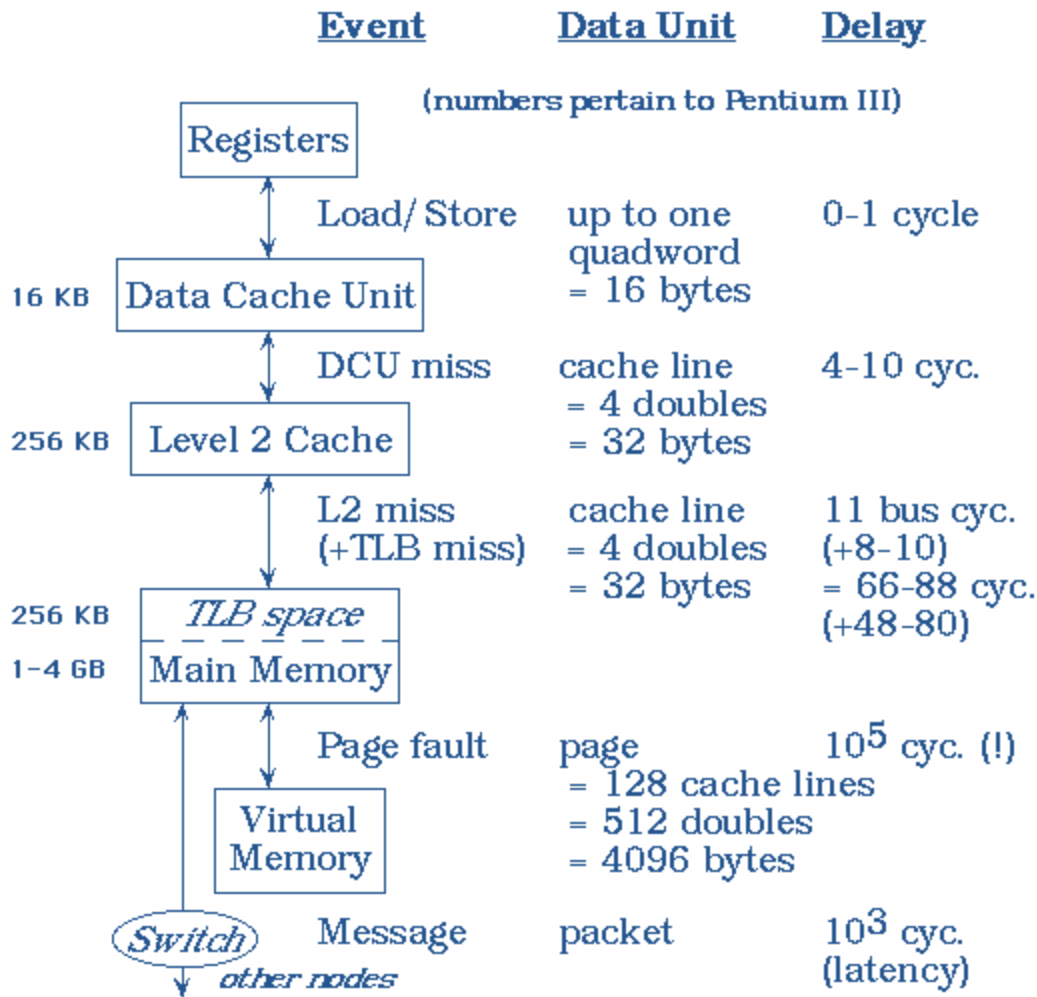 Event Data Unit Delay
(numbers pertain to Pentium III)
Registers
Load/Store up to one 0-1 cycle
quadword
16 KB Data Cache Unit = 16 bytes
DCU miss cache line 4-10 cyc.
= 4 doubles
256 KB Level 2 Cache = 32 bytes
L2 miss cache line 11 bus cyc.
(+TLB miss) = 4 doubles (+8-10)
= 32 bytes = 66-88 cyc.
256 KB TLB space (+48-80)
1-4 GB Main Memory
Page fault page 10^5 cyc. (!)
= 128 cache lines
Virtual = 512 doubles
Memory = 4096 bytes
Switch Message packet 10^3 cyc.
other nodes (latency)